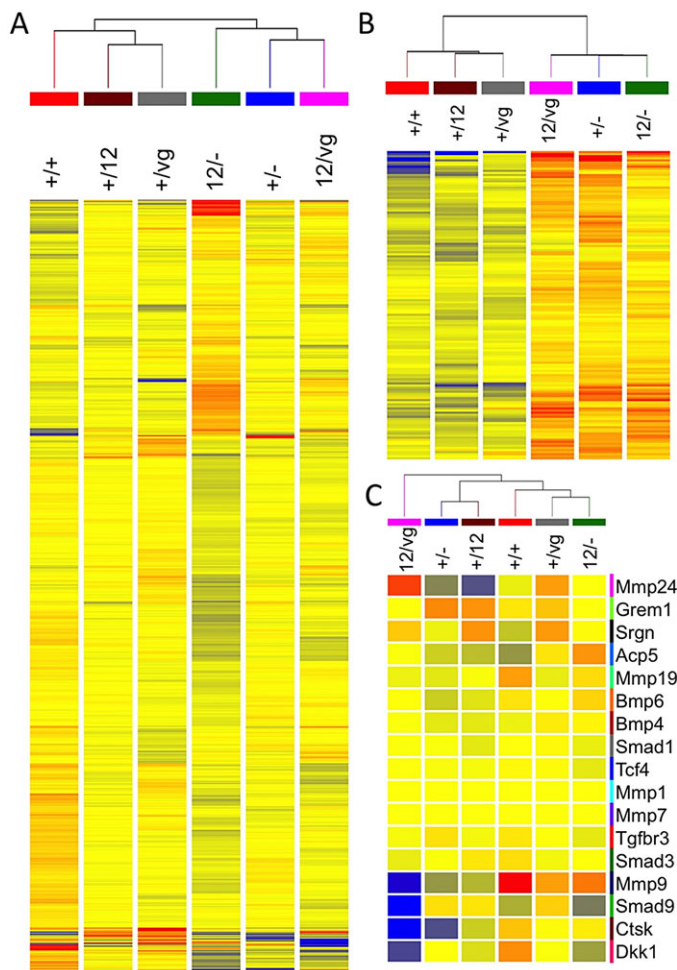 A
+/+ +/12 +/vg 12/- +/- 12/vg
B
+/+ +/12 +/vg 12/vg +/- 12/-
C
12/vg +/- +/12 +/+ +/vg 12/-
Mmp24
Grem1
Srgn
Acp5
Mmp19
Bmp6
Bmp4
Smad1
Tcf4
Mmp1
Mmp7
Tgfbr3
Smad3
Mmp9
Smad9
Ctsk
Dkk1